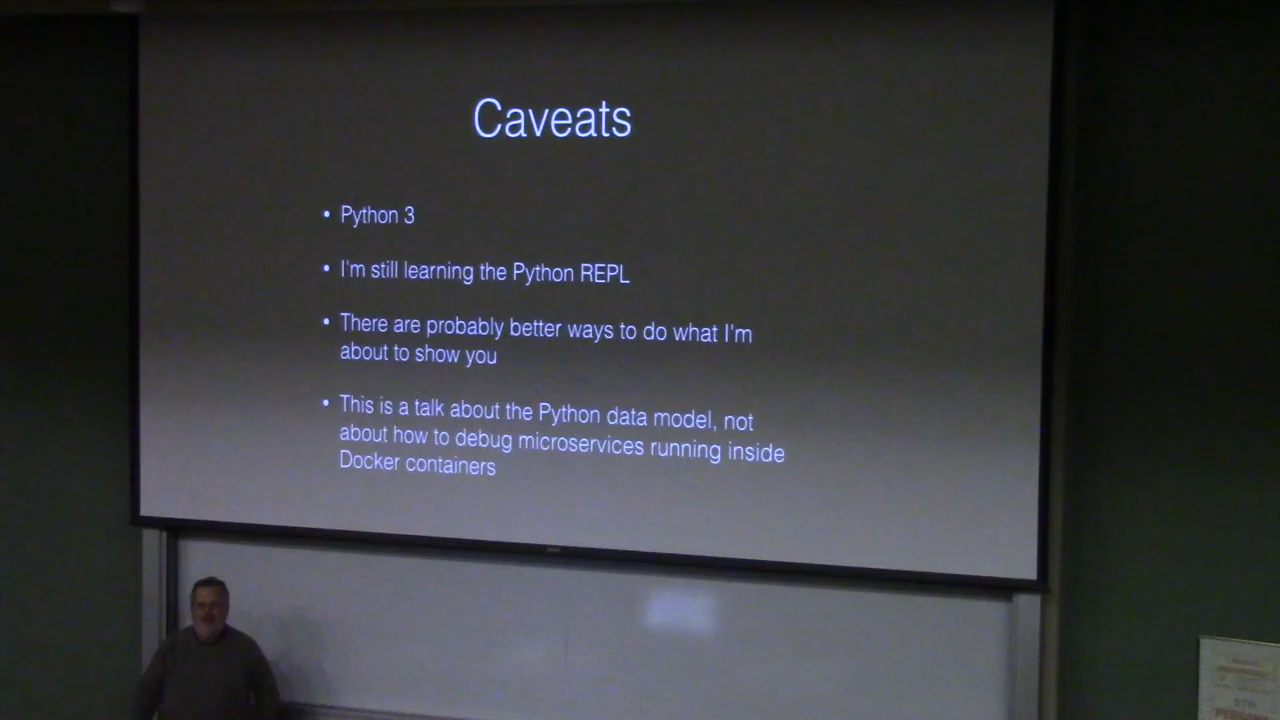 Caveats
• Python 3
• I'm still learning the Python REPL
• There are probably better ways to do what I'm
about to show you
• This is a talk about the Python data model, not
about how to debug microservices running inside
Docker containers